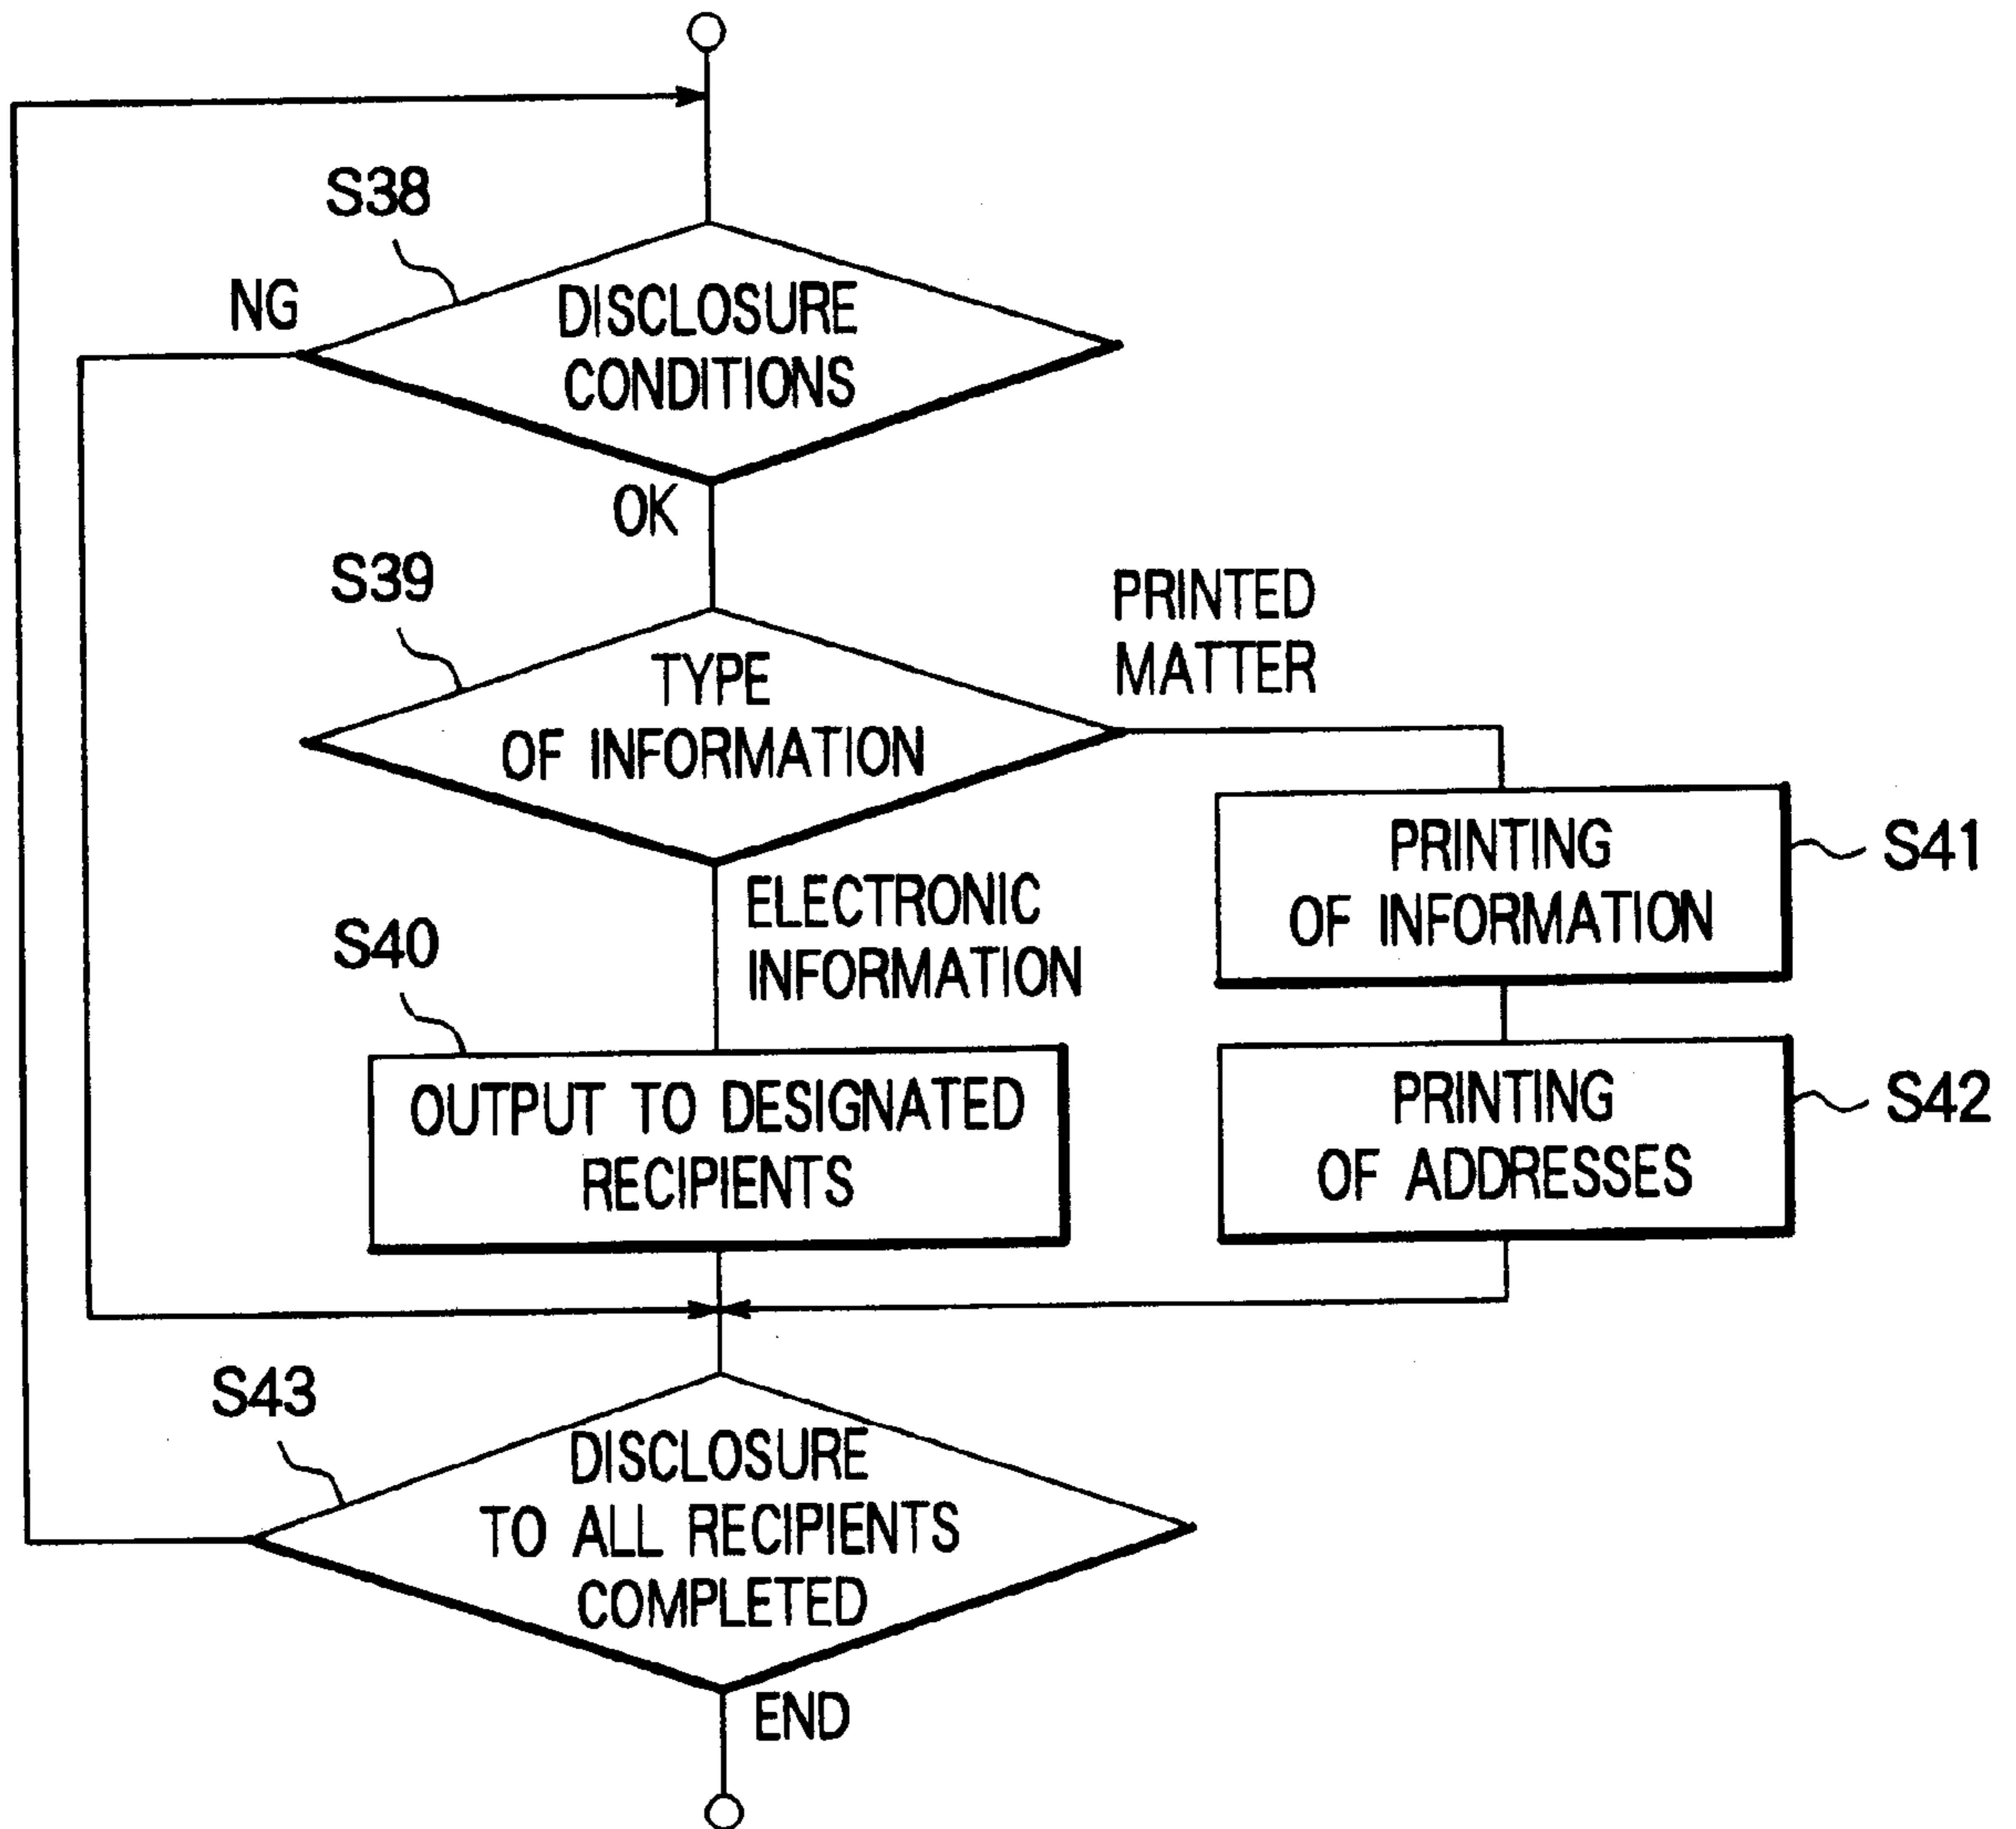 S38
NG
DISCLOSURE
CONDITIONS
OK
S39
TYPE
OF INFORMATION
PRINTED
MATTER
ELECTRONIC
INFORMATION
S40
OUTPUT TO DESIGNATED
RECIPIENTS
PRINTING
OF INFORMATION
S41
PRINTING
OF ADDRESSES
S42
S43
DISCLOSURE
TO ALL RECIPIENTS
COMPLETED
END